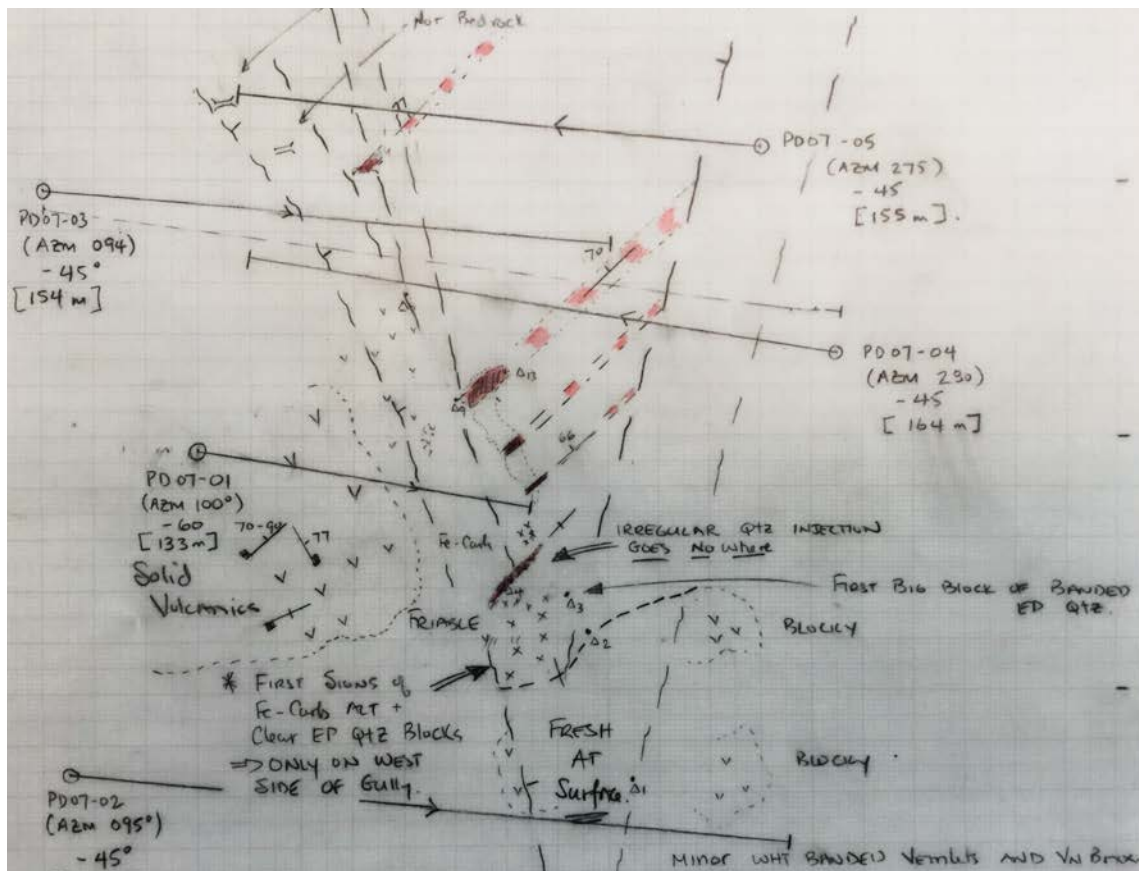 Not Bedrock
PD07-05
(AZM 275)
-45
[155 m].
PD07-03
(AZM 094)
-45°
[154 m]
70
PD07-04
(AZM 290)
-45
[164 m]
Δ13
66
PD07-01
(AZM 100°)
-60
[133 m]
70-90
77
Solid
Volcanics
Fe-Carb
IRREGULAR QTZ INJECTION
GOES NO WHERE
Δ4
Δ3
FIRST BIG BLOCK OF BANDED
EP QTZ.
FRIABLE
Δ2
BLOCKY
* FIRST SIGNS of
Fe-Carb ALT +
Clear EP QTZ BLOCKS
⇒ ONLY ON WEST
SIDE OF GULLY.
FRESH
AT
Surface.
Δ1
BLOCKY
PD07-02
(AZM 095°)
-45°
MINOR WHT BANDED VEINLETS AND VN